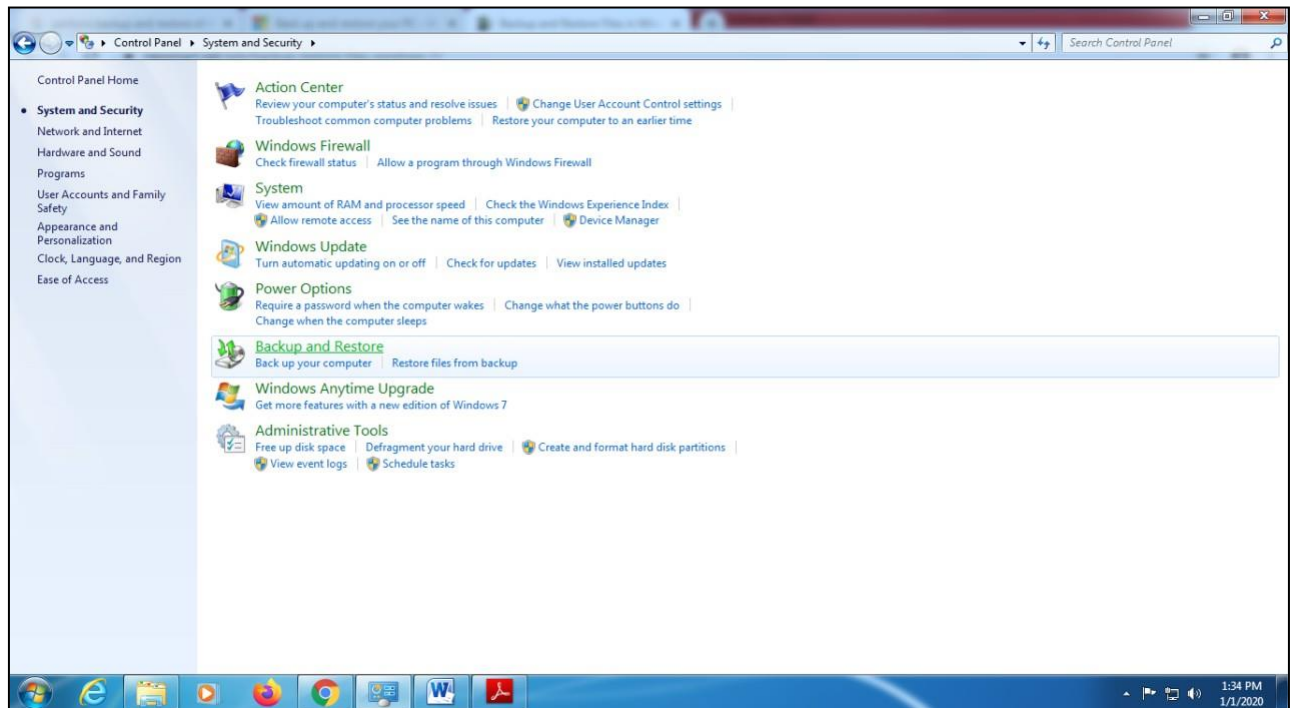 Control Panel ▸ System and Security ▸
Search Control Panel
Control Panel Home
System and Security
Network and Internet
Hardware and Sound
Programs
User Accounts and Family
Safety
Appearance and
Personalization
Clock, Language, and Region
Ease of Access
Action Center
Review your computer's status and resolve issues | Change User Account Control settings |
Troubleshoot common computer problems | Restore your computer to an earlier time
Windows Firewall
Check firewall status | Allow a program through Windows Firewall
System
View amount of RAM and processor speed | Check the Windows Experience Index |
Allow remote access | See the name of this computer | Device Manager
Windows Update
Turn automatic updating on or off | Check for updates | View installed updates
Power Options
Require a password when the computer wakes | Change what the power buttons do |
Change when the computer sleeps
Backup and Restore
Back up your computer | Restore files from backup
Windows Anytime Upgrade
Get more features with a new edition of Windows 7
Administrative Tools
Free up disk space | Defragment your hard drive | Create and format hard disk partitions |
View event logs | Schedule tasks
1:34 PM
1/1/2020